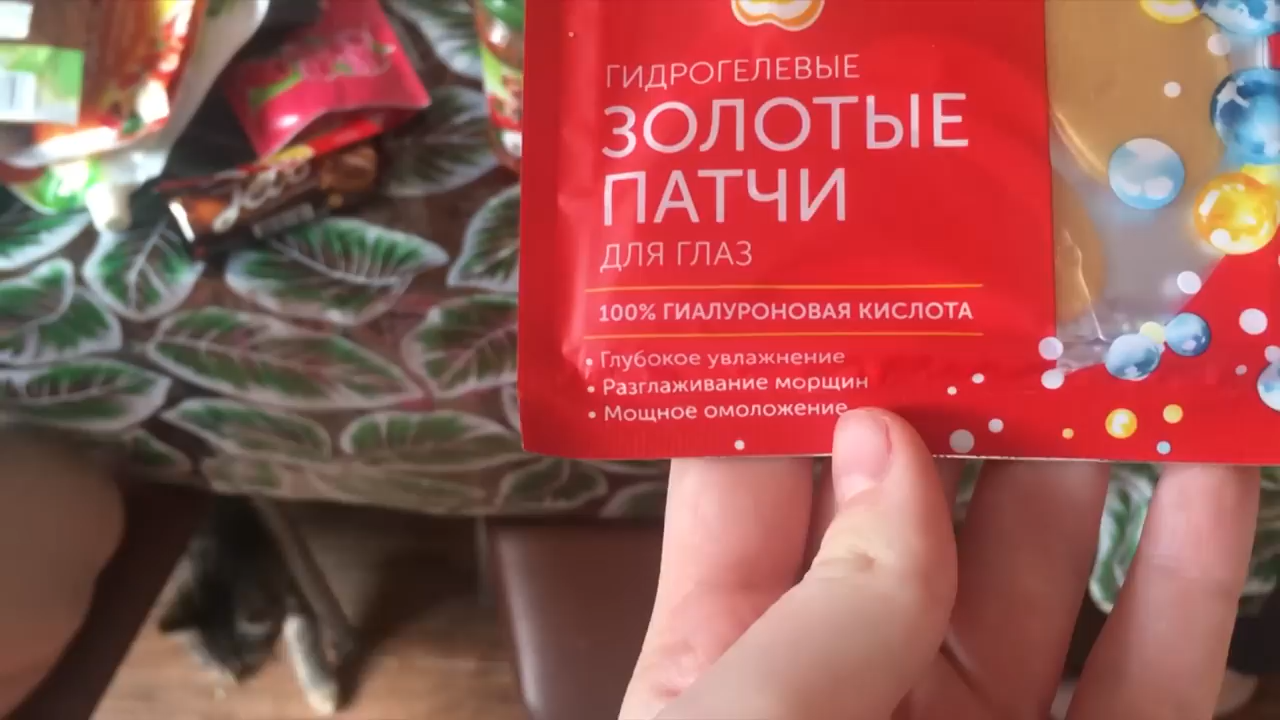 ГИДРОГЕЛЕВЫЕ
ЗОЛОТЫЕ
ПАТЧИ
ДЛЯ ГЛАЗ
100% ГИАЛУРОНОВАЯ КИСЛОТА
• Глубокое увлажнение
• Разглаживание морщин
• Мощное омоложение